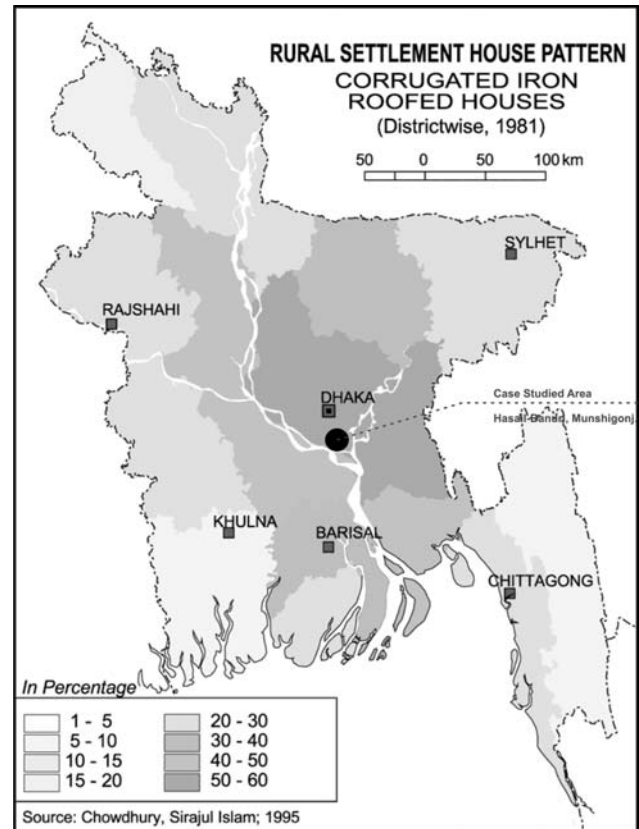 RURAL SETTLEMENT HOUSE PATTERN
CORRUGATED IRON
ROOFED HOUSES
(Districtwise, 1981)
50 25 0 50 100 km
SYLHET
RAJSHAHI
DHAKA
Case Studied Area
Munshigonj.
KHULNA
BARISAL
CHITTAGONG
In Percentage
1 - 5
5 - 10
10 - 15
15 - 20
20 - 30
30 - 40
40 - 50
50 - 60
Source: Chowdhury, Sirajul Islam; 1995